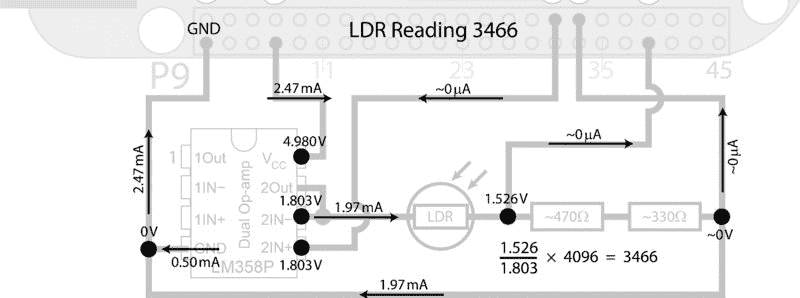 GND
LDR Reading 3466
P9
11
23
35
45
2.47mA
~0μA
~0μA
~0μA
2.47mA
4.980V
1
1Out
VCC
1IN−
2Out
1IN+
2IN−
GND
2IN+
Dual Op-amp
LM358P
1.803V
1.97mA
LDR
1.526V
~470Ω
~330Ω
0V
~0V
0.50mA
1.803V
1.526
1.803
× 4096 = 3466
1.97mA